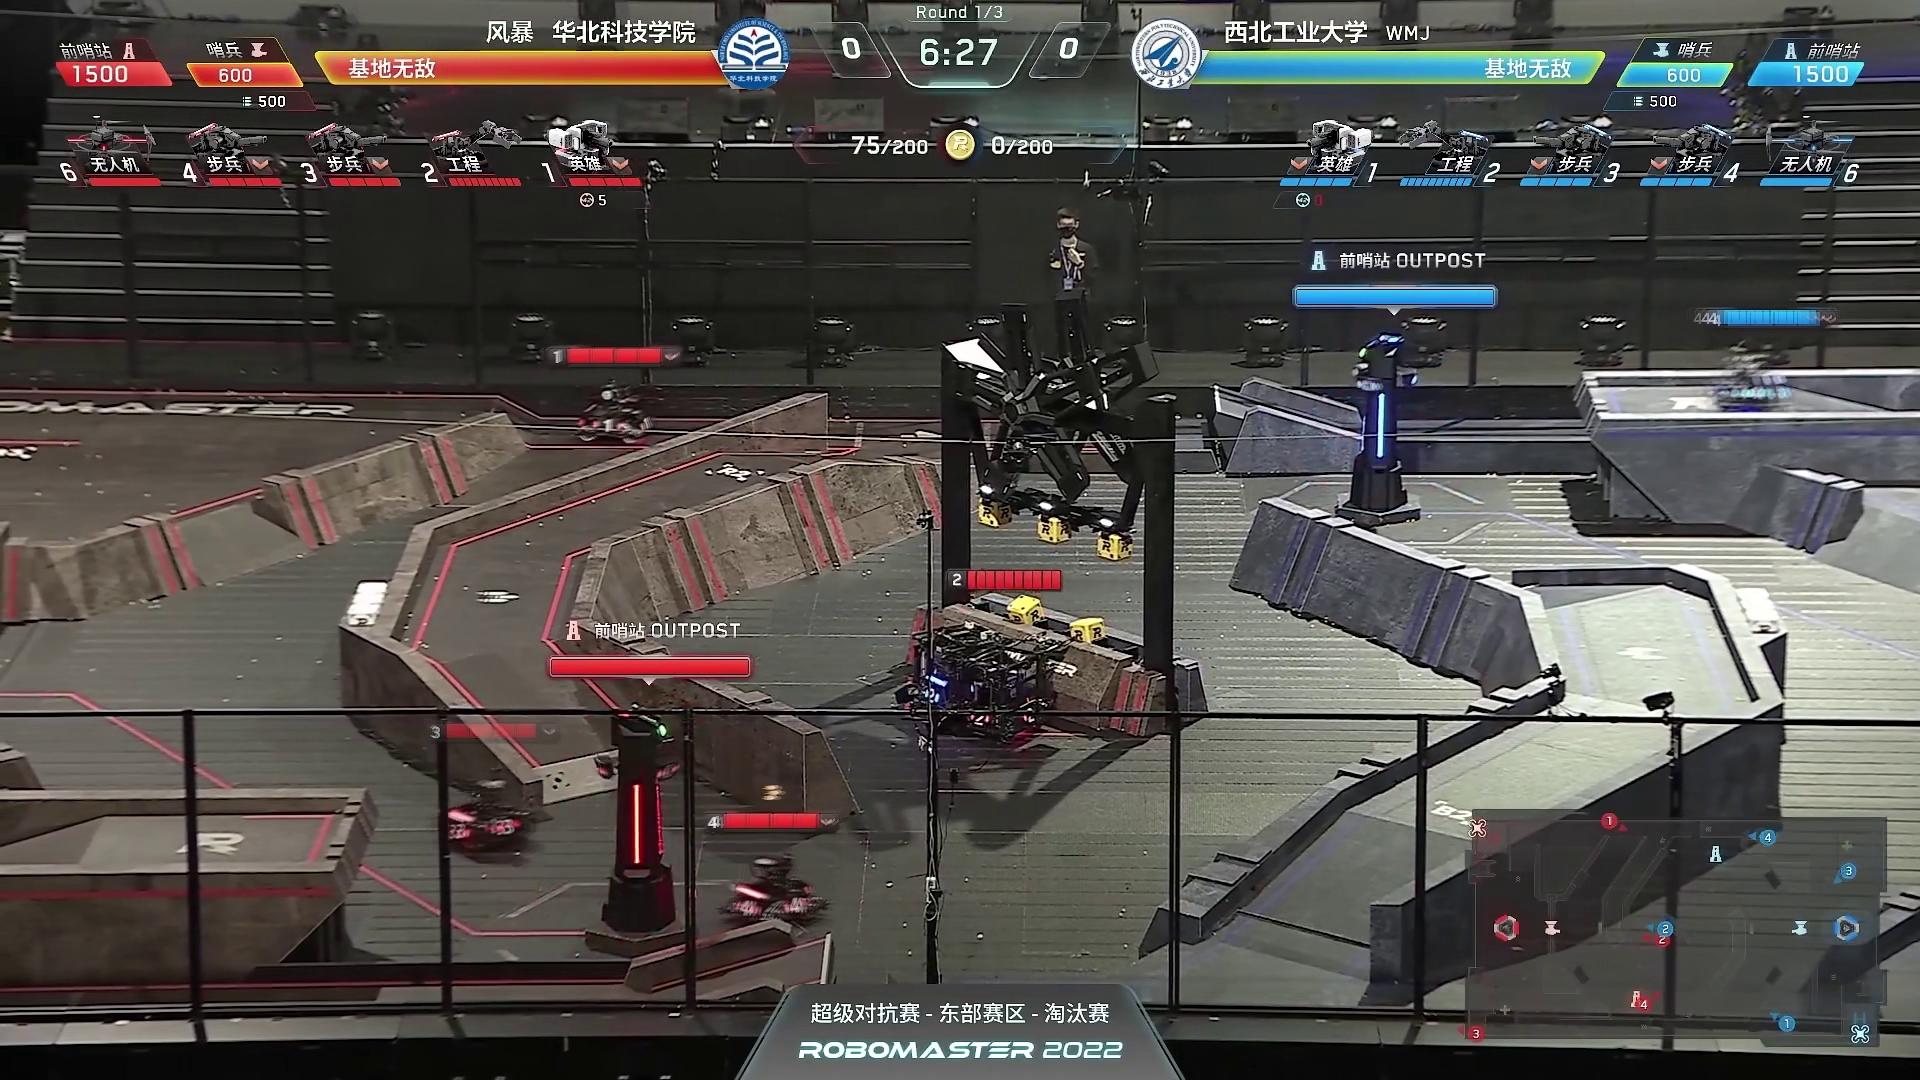 Round 1/3
风暴 华北科技学院
0
6:27
0
西北工业大学 WMJ
前哨站
1500
哨兵
600
500
基地无敌
基地无敌
哨兵
600
500
前哨站
1500
75/200
0/200
6 无人机
4 步兵
3 步兵
2 工程
1 英雄
5
英雄 1
工程 2
步兵 3
步兵 4
无人机 6
0
前哨站 OUTPOST
1
2
前哨站 OUTPOST
3
4
超级对抗赛 - 东部赛区 - 淘汰赛
ROBOMASTER 2022